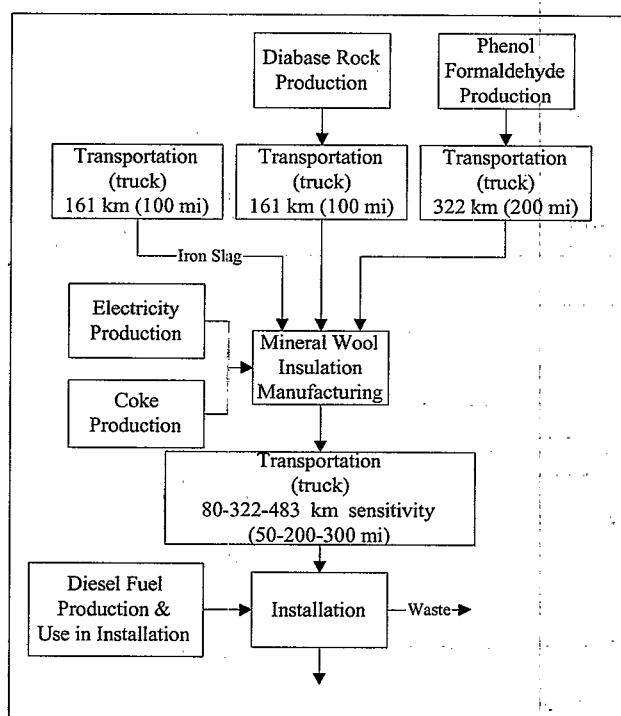 Diabase Rock
Production
Phenol
Formaldehyde
Production
Transportation
(truck)
161 km (100 mi)
Transportation
(truck)
161 km (100 mi)
Transportation
(truck)
322 km (200 mi)
Iron Slag
Electricity
Production
Mineral Wool
Insulation
Manufacturing
Coke
Production
Transportation
(truck)
80-322-483 km sensitivity
(50-200-300 mi)
Diesel Fuel
Production &
Use in Installation
Installation
Waste